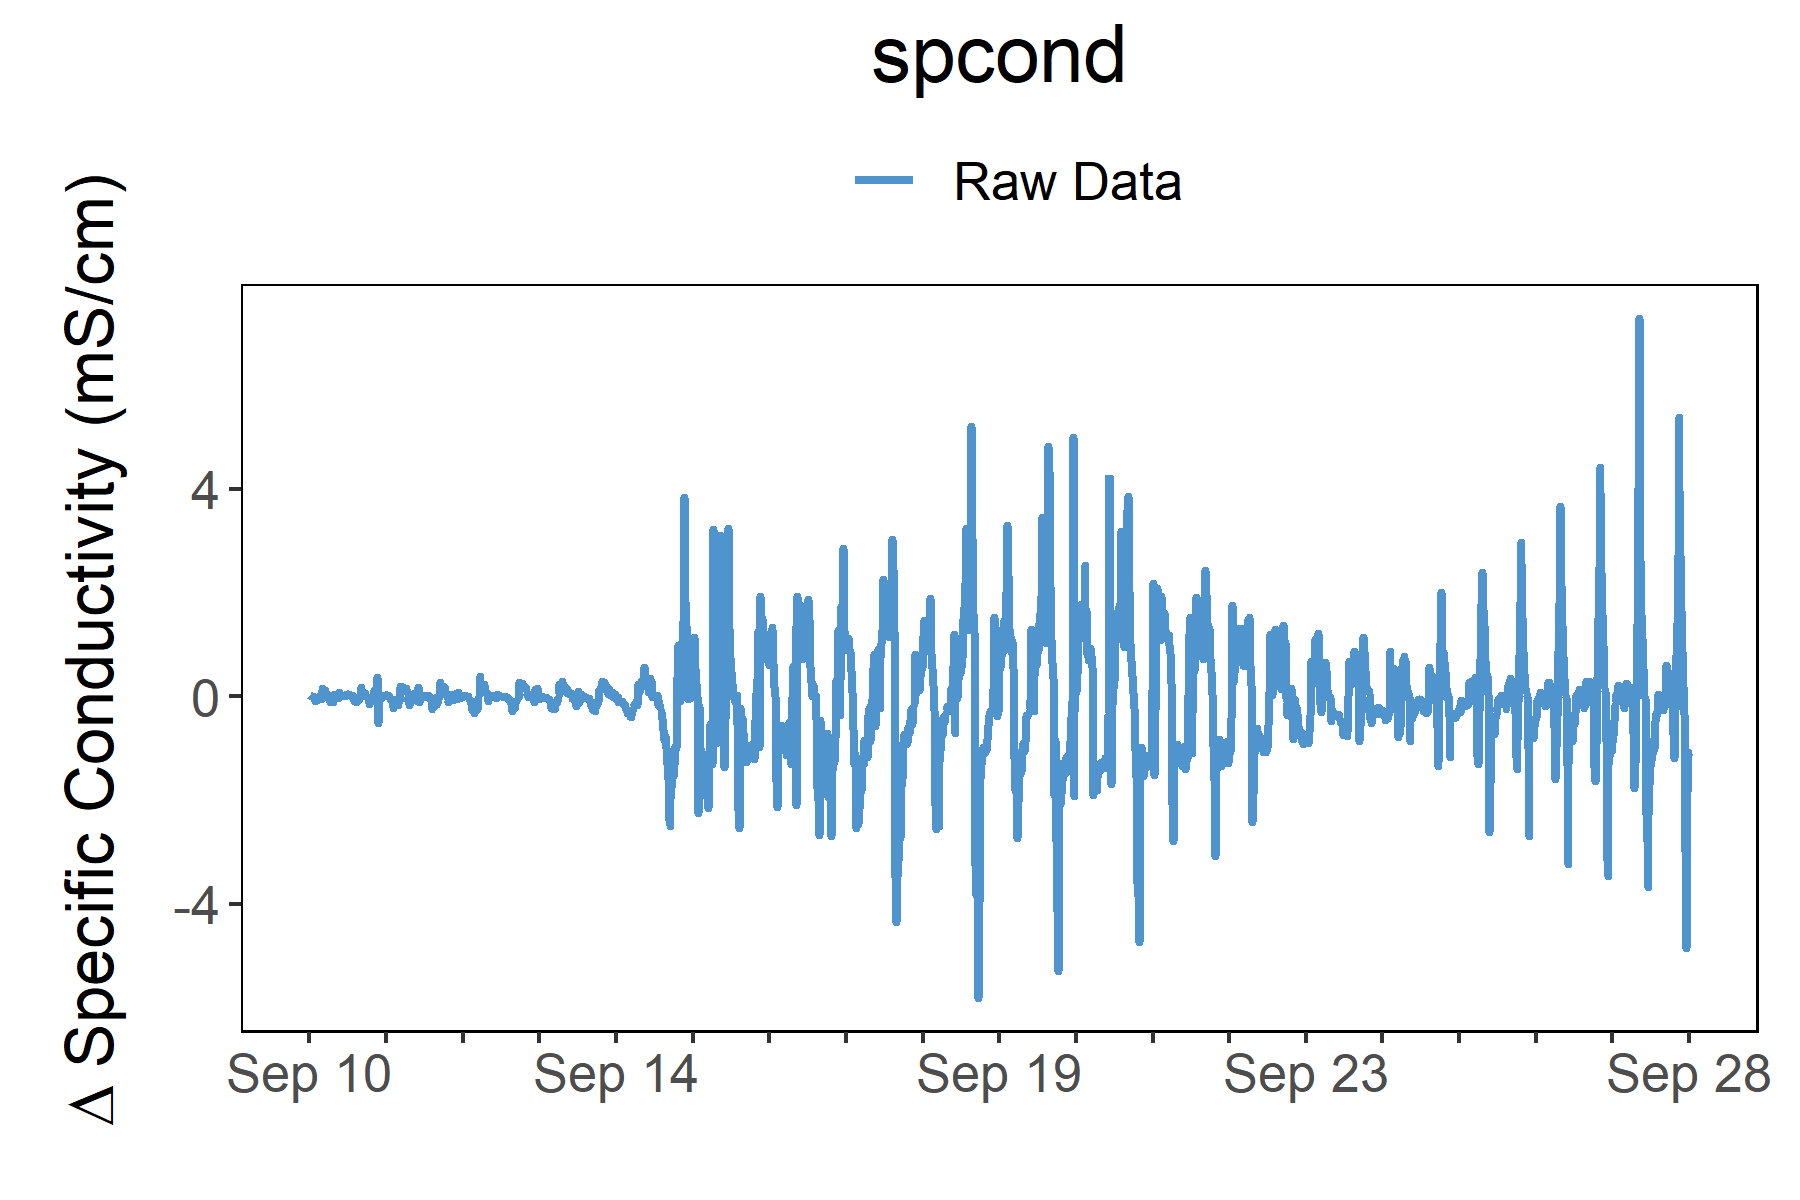 spcond
Raw Data
Δ Specific Conductivity (mS/cm)
4
0
-4
Sep 10
Sep 14
Sep 19
Sep 23
Sep 28